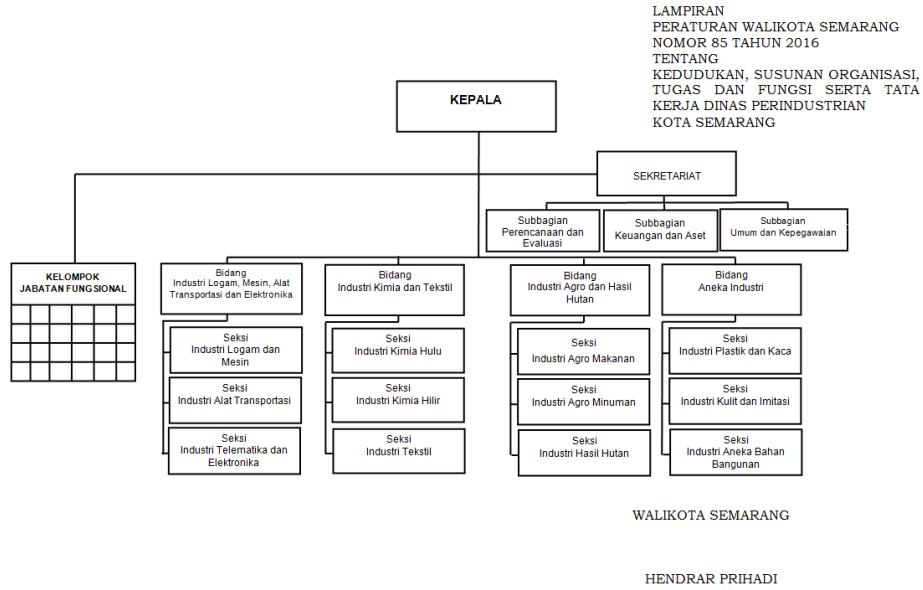 LAMPIRAN
PERATURAN WALIKOTA SEMARANG
NOMOR 85 TAHUN 2016
TENTANG
KEDUDUKAN, SUSUNAN ORGANISASI,
TUGAS DAN FUNGSI SERTA TATA
KERJA DINAS PERINDUSTRIAN
KOTA SEMARANG
KEPALA
SEKRETARIAT
Subbagian
Perencanaan dan
Evaluasi
Subbagian
Keuangan dan Aset
Subbagian
Umum dan Kepegawaian
KELOMPOK
JABATAN FUNGSIONAL
Bidang
Industri Logam, Mesin, Alat
Transportasi dan Elektronika
Seksi
Industri Logam dan
Mesin
Seksi
Industri Alat Transportasi
Seksi
Industri Telematika dan
Elektronika
Bidang
Industri Kimia dan Tekstil
Seksi
Industri Kimia Hulu
Seksi
Industri Kimia Hilir
Seksi
Industri Tekstil
Bidang
Industri Agro dan Hasil
Hutan
Seksi
Industri Agro Makanan
Seksi
Industri Agro Minuman
Seksi
Industri Hasil Hutan
Bidang
Aneka Industri
Seksi
Industri Plastik dan Kaca
Seksi
Industri Kulit dan Imitasi
Seksi
Industri Aneka Bahan
Bangunan
WALIKOTA SEMARANG
HENDRAR PRIHADI